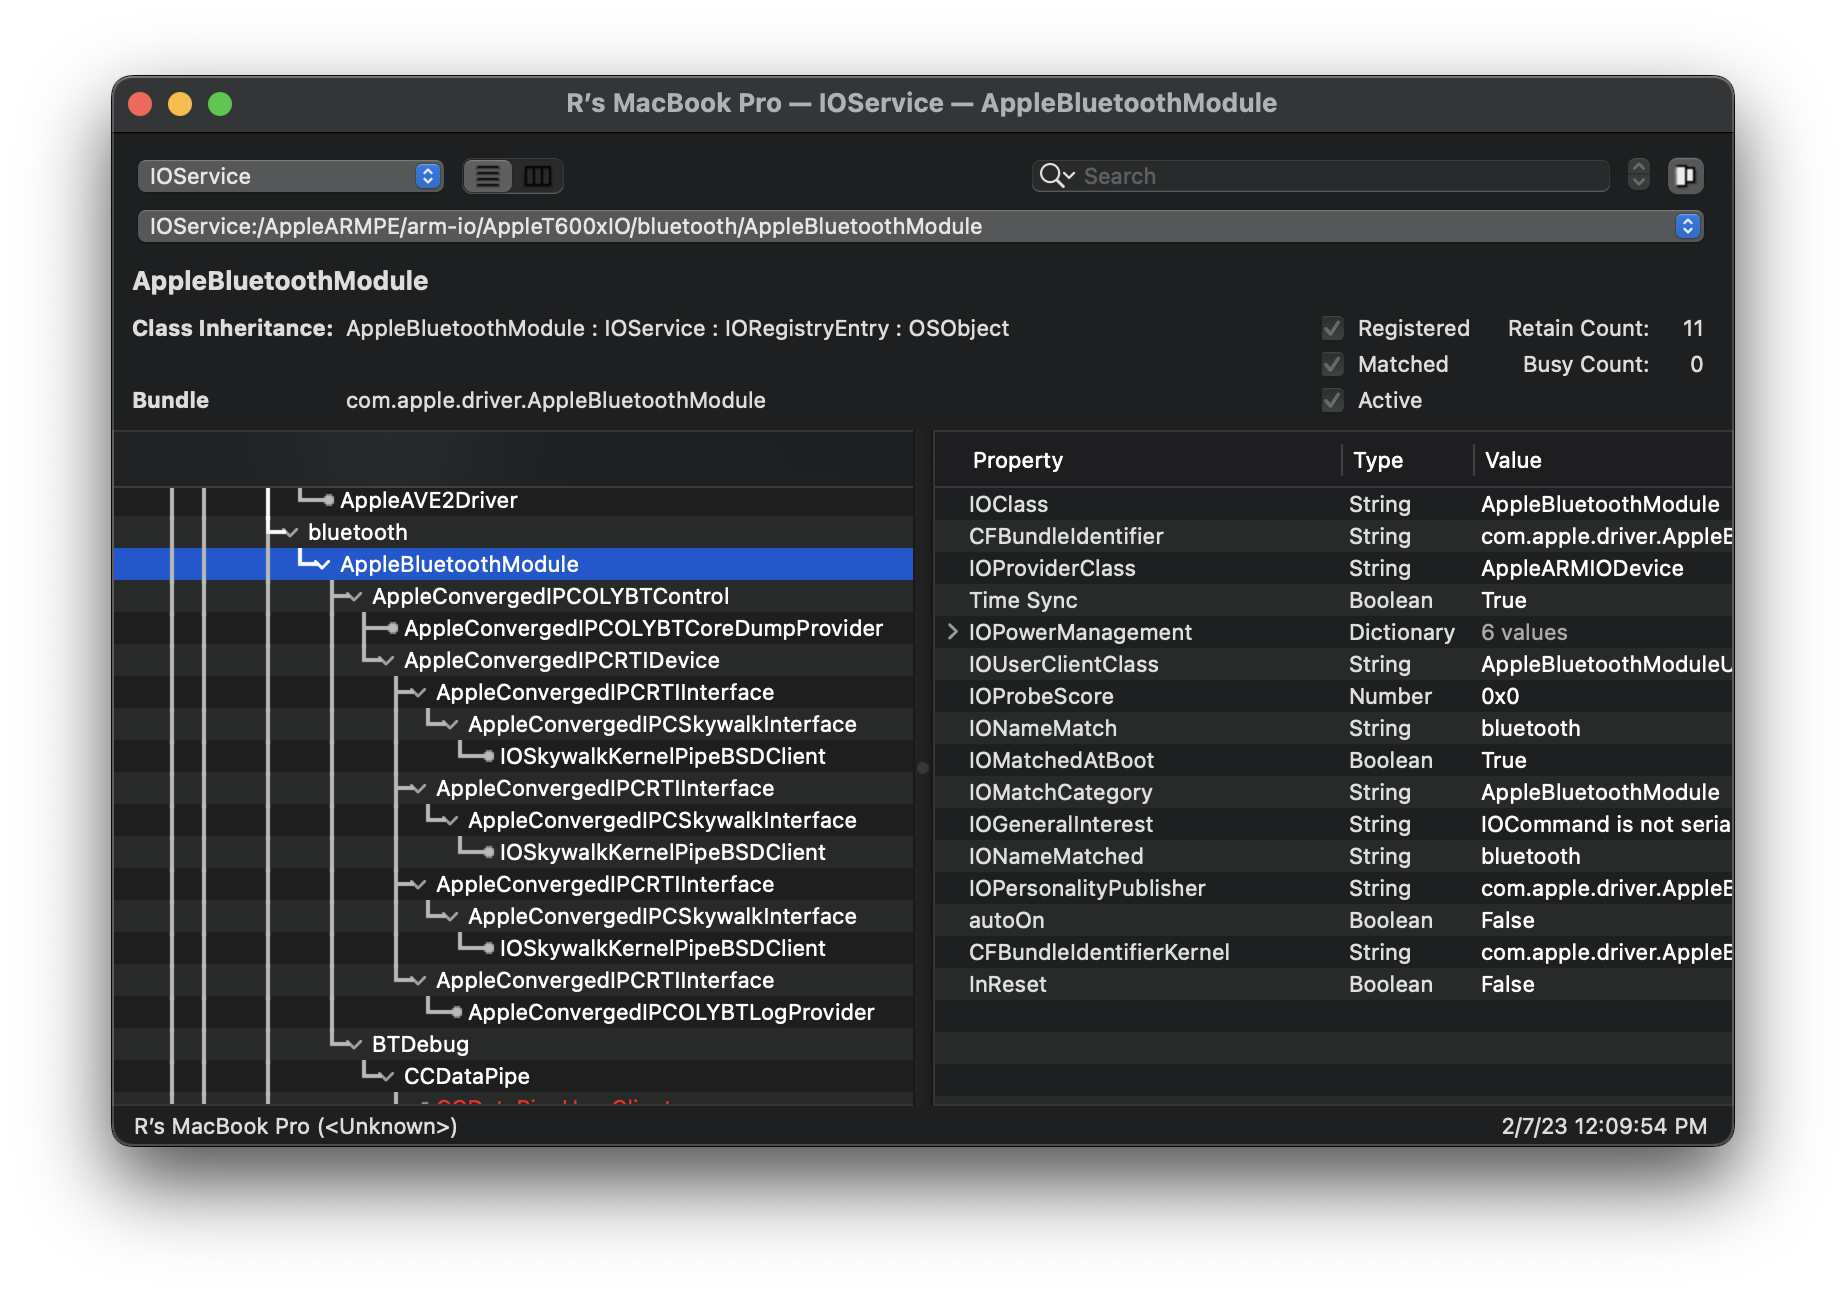 R’s MacBook Pro — IOService — AppleBluetoothModule
IOService
Search
IOService:/AppleARMPE/arm-io/AppleT600xIO/bluetooth/AppleBluetoothModule
AppleBluetoothModule
Class Inheritance: AppleBluetoothModule : IOService : IORegistryEntry : OSObject
Registered Retain Count: 11
Matched Busy Count: 0
Bundle com.apple.driver.AppleBluetoothModule
Active
AppleAVE2Driver
bluetooth
AppleBluetoothModule
AppleConvergedIPCOLYBTControl
AppleConvergedIPCOLYBTCoreDumpProvider
AppleConvergedIPCRTIDevice
AppleConvergedIPCRTIInterface
AppleConvergedIPCSkywalkInterface
IOSkywalkKernelPipeBSDClient
AppleConvergedIPCRTIInterface
AppleConvergedIPCSkywalkInterface
IOSkywalkKernelPipeBSDClient
AppleConvergedIPCRTIInterface
AppleConvergedIPCSkywalkInterface
IOSkywalkKernelPipeBSDClient
AppleConvergedIPCRTIInterface
AppleConvergedIPCOLYBTLogProvider
BTDebug
CCDataPipe
Property Type Value
IOClass String AppleBluetoothModule
CFBundleIdentifier String com.apple.driver.AppleB
IOProviderClass String AppleARMIODevice
Time Sync Boolean True
IOPowerManagement Dictionary 6 values
IOUserClientClass String AppleBluetoothModuleU
IOProbeScore Number 0x0
IONameMatch String bluetooth
IOMatchedAtBoot Boolean True
IOMatchCategory String AppleBluetoothModule
IOGeneralInterest String IOCommand is not seria
IONameMatched String bluetooth
IOPersonalityPublisher String com.apple.driver.AppleB
autoOn Boolean False
CFBundleIdentifierKernel String com.apple.driver.AppleB
InReset Boolean False
R’s MacBook Pro (<Unknown>)
2/7/23 12:09:54 PM